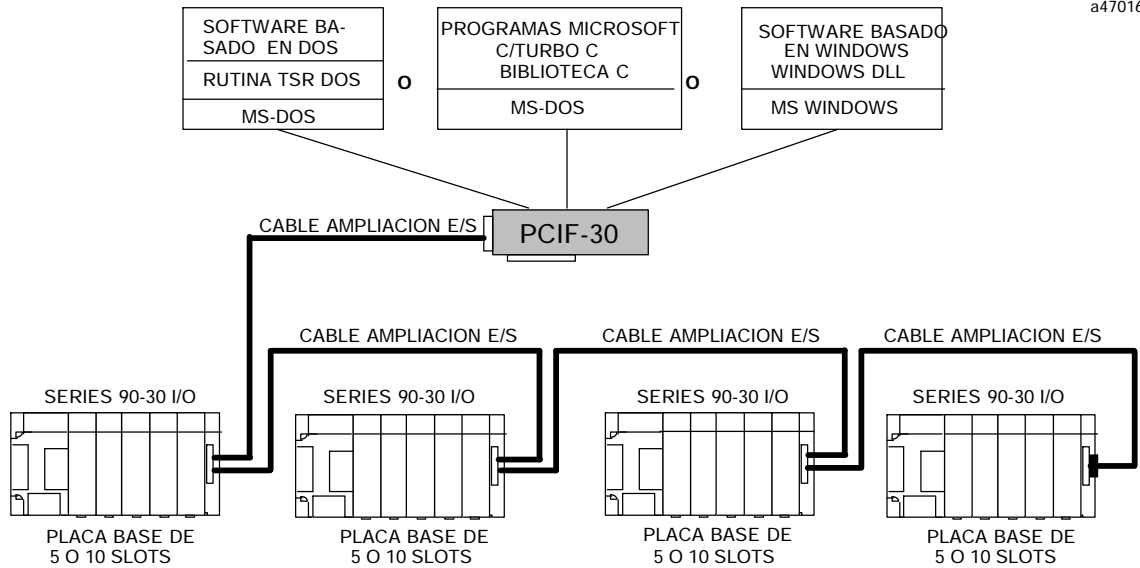 a47016
SOFTWARE BA-
SADO EN DOS
RUTINA TSR DOS
MS-DOS
O
PROGRAMAS MICROSOFT
C/TURBO C
BIBLIOTECA C
MS-DOS
O
SOFTWARE BASADO
EN WINDOWS
WINDOWS DLL
MS WINDOWS
CABLE AMPLIACION E/S
PCIF-30
CABLE AMPLIACION E/S
CABLE AMPLIACION E/S
CABLE AMPLIACION E/S
SERIES 90-30 I/O
SERIES 90-30 I/O
SERIES 90-30 I/O
SERIES 90-30 I/O
PLACA BASE DE
5 O 10 SLOTS
PLACA BASE DE
5 O 10 SLOTS
PLACA BASE DE
5 O 10 SLOTS
PLACA BASE DE
5 O 10 SLOTS